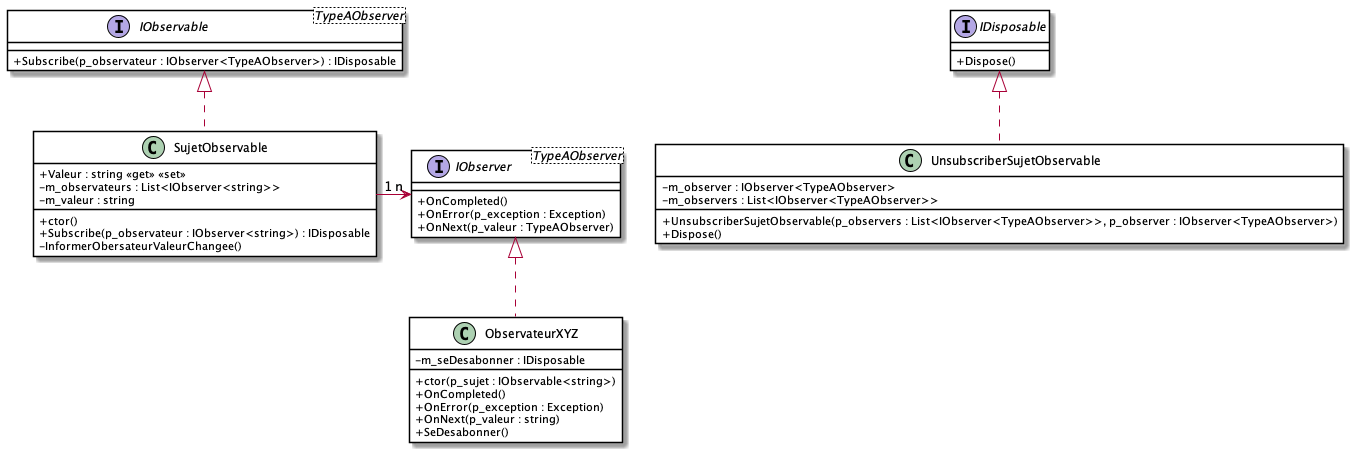 IObservable
TypeAObserver
+Subscribe(p_observateur : IObserver<TypeAObserver>) : IDisposable
IDisposable
+Dispose()
SujetObservable
+Valeur : string «get» «set»
-m_observateurs : List<IObserver<string>>
-m_valeur : string
+ctor()
+Subscribe(p_observateur : IObserver<string>) : IDisposable
-InformerObersateurValeurChangee()
1 n
IObserver
TypeAObserver
+OnCompleted()
+OnError(p_exception : Exception)
+OnNext(p_valeur : TypeAObserver)
UnsubscriberSujetObservable
-m_observer : IObserver<TypeAObserver>
-m_observers : List<IObserver<TypeAObserver>>
+UnsubscriberSujetObservable(p_observers : List<IObserver<TypeAObserver>>, p_observer : IObserver<TypeAObserver>)
+Dispose()
ObservateurXYZ
-m_seDesabonner : IDisposable
+ctor(p_sujet : IObservable<string>)
+OnCompleted()
+OnError(p_exception : Exception)
+OnNext(p_valeur : string)
+SeDesabonner()